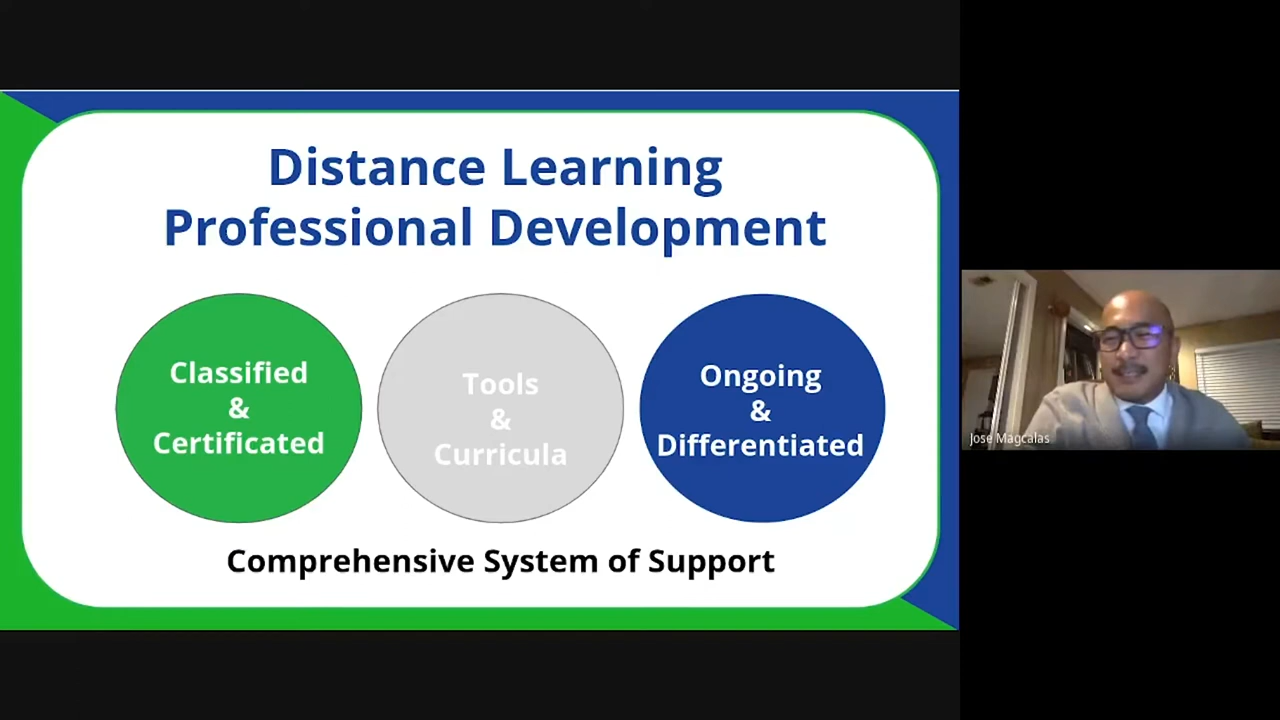 Distance Learning
Professional Development
Classified
&
Certificated
Tools
&
Curricula
Ongoing
&
Differentiated
Comprehensive System of Support
Jose Magcalas